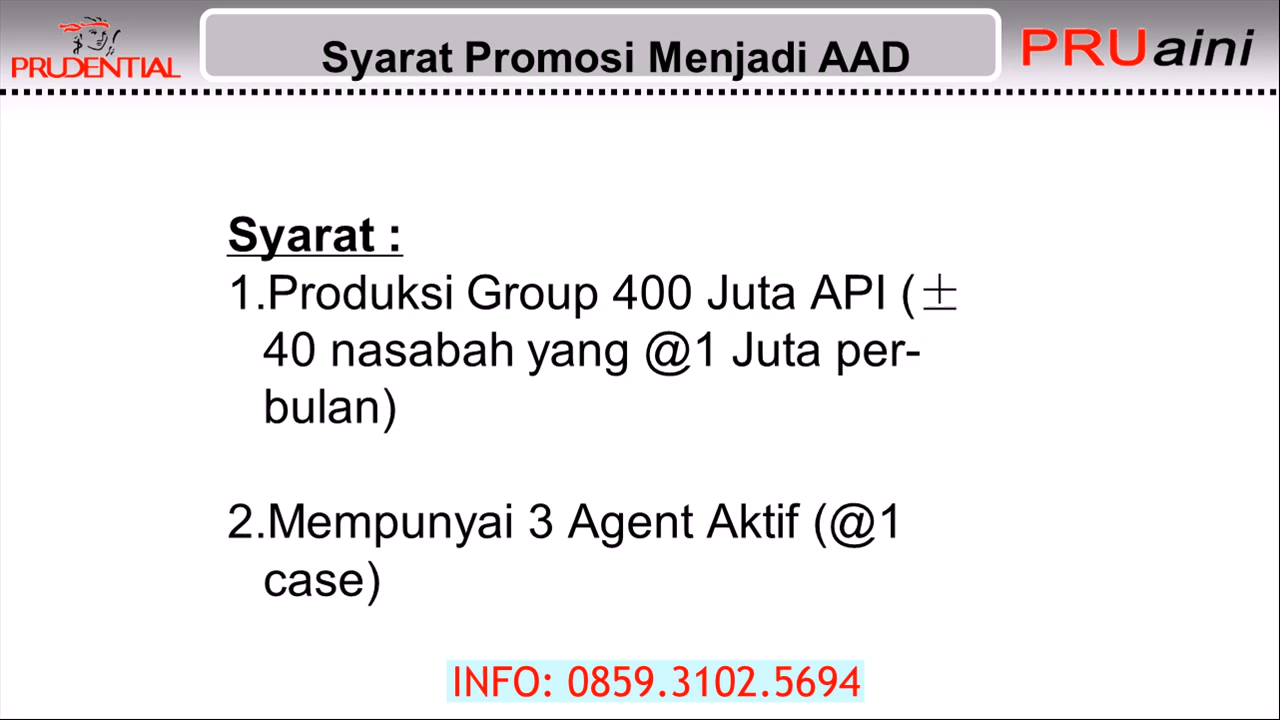 PRUDENTIAL
Syarat Promosi Menjadi AAD
PRUaini
Syarat :
1.Produksi Group 400 Juta API (±
40 nasabah yang @1 Juta per-
bulan)
2.Mempunyai 3 Agent Aktif (@1
case)
INFO: 0859.3102.5694